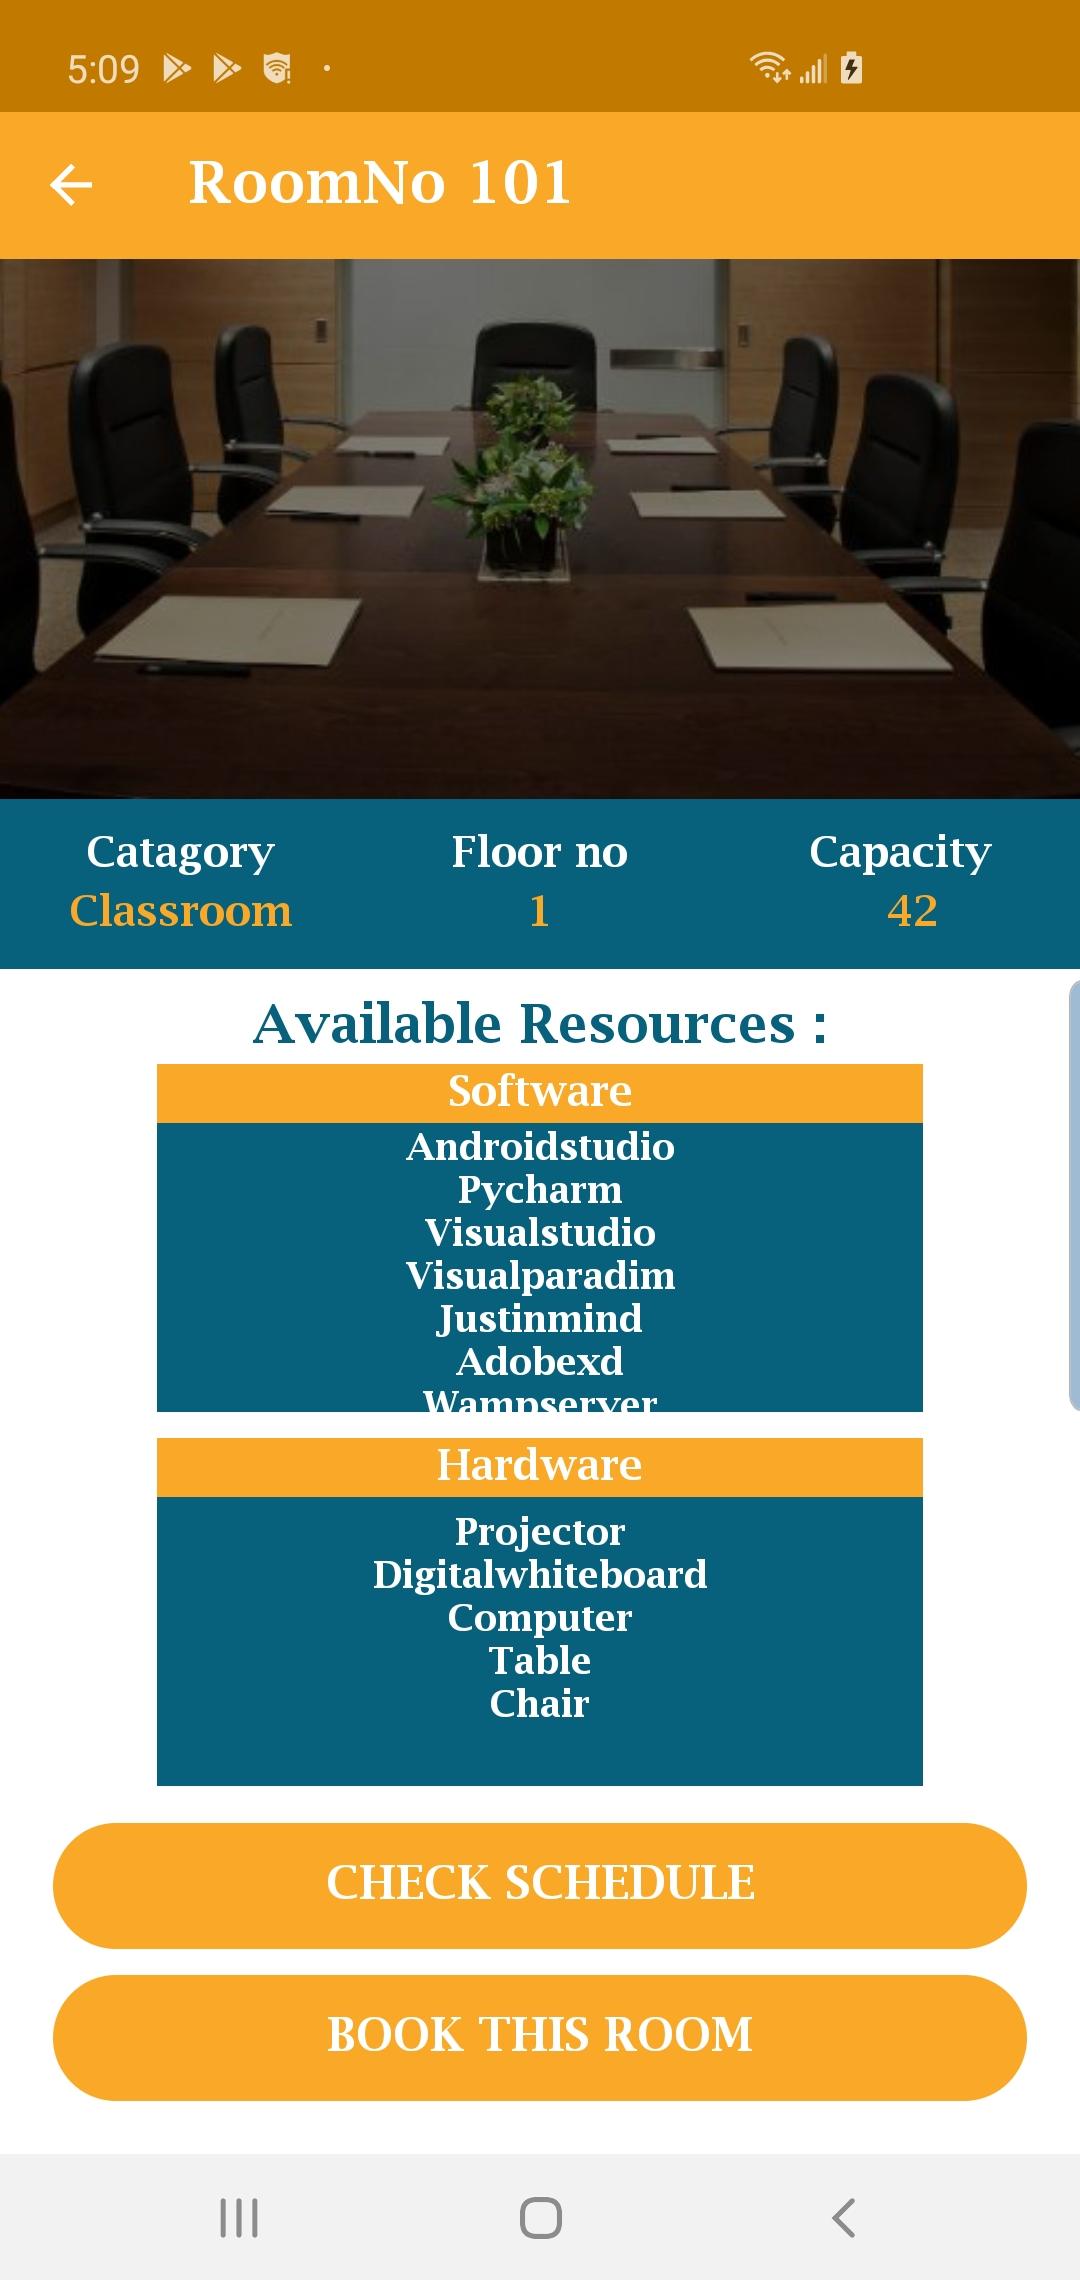 5:09
RoomNo 101
Catagory Floor no Capacity
Classroom 1 42
Available Resources :
Software
Androidstudio
Pycharm
Visualstudio
Visualparadim
Justinmind
Adobexd
Wampserver
Hardware
Projector
Digitalwhiteboard
Computer
Table
Chair
CHECK SCHEDULE
BOOK THIS ROOM